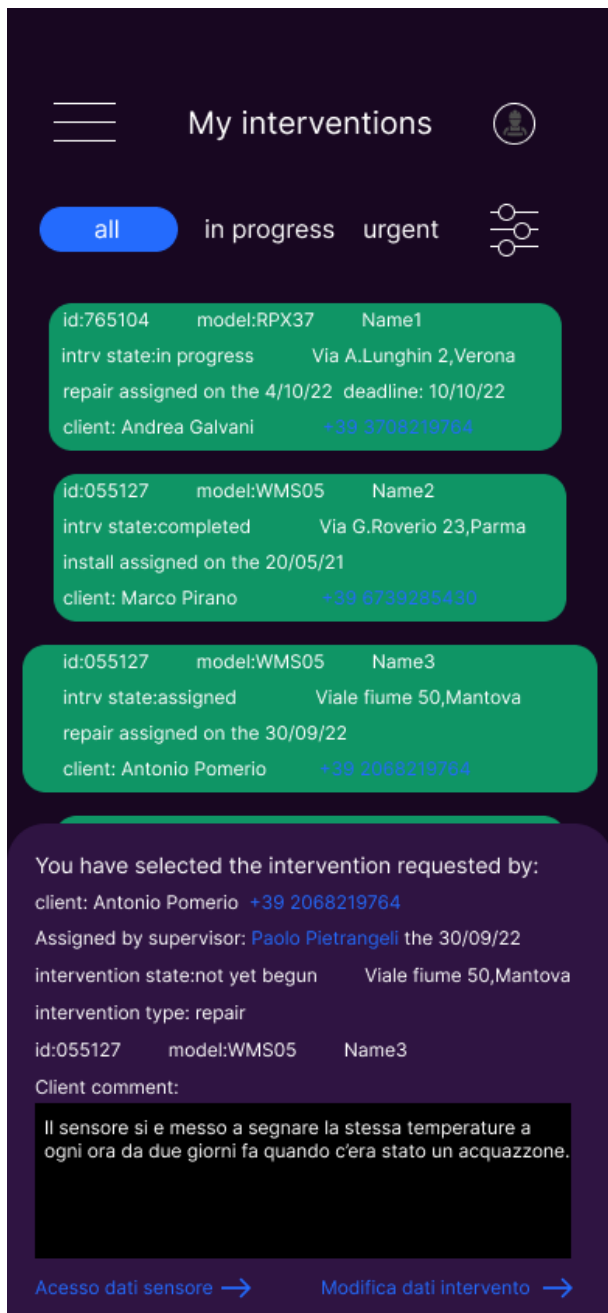 My interventions
all in progress urgent
id:765104 model:RPX37 Name1
intrv state:in progress Via A.Lunghin 2,Verona
repair assigned on the 4/10/22 deadline: 10/10/22
client: Andrea Galvani +39 3708219764
id:055127 model:WMS05 Name2
intrv state:completed Via G.Roverio 23,Parma
install assigned on the 20/05/21
client: Marco Pirano +39 6739285430
id:055127 model:WMS05 Name3
intrv state:assigned Viale fiume 50,Mantova
repair assigned on the 30/09/22
client: Antonio Pomerio +39 2068219764
You have selected the intervention requested by:
client: Antonio Pomerio +39 2068219764
Assigned by supervisor: Paolo Pietrangeli the 30/09/22
intervention state:not yet begun Viale fiume 50,Mantova
intervention type: repair
id:055127 model:WMS05 Name3
Client comment:
Il sensore si e messo a segnare la stessa temperature a
ogni ora da due giorni fa quando c'era stato un acquazzone.
Acesso dati sensore → Modifica dati intervento →